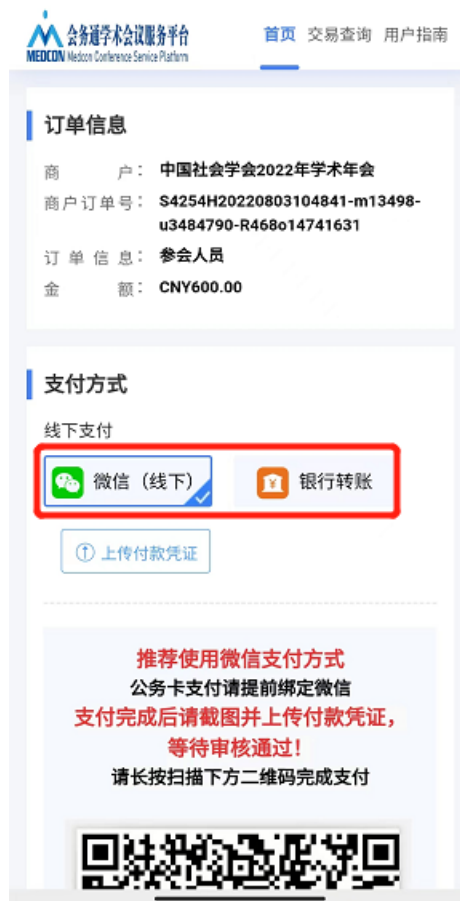 会务通学术会议服务平台
MEDCON Medcon Conference Service Platform
首页 交易查询 用户指南
订单信息
商户： 中国社会学会2022年学术年会
商户订单号： S4254H20220803104841-m13498-
u3484790-R468o14741631
订单信息： 参会人员
金额： CNY600.00
支付方式
线下支付
微信（线下） 银行转账
上传付款凭证
推荐使用微信支付方式
公务卡支付请提前绑定微信
支付完成后请截图并上传付款凭证，
等待审核通过！
请长按扫描下方二维码完成支付